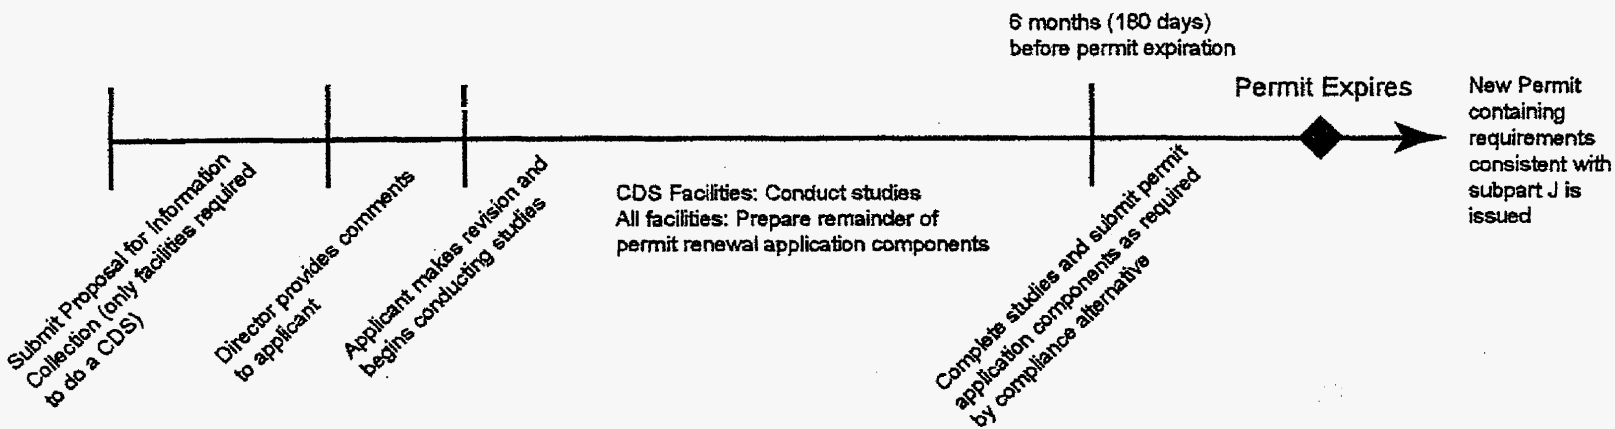 6 months (180 days)
before permit expiration
Permit Expires
New Permit
containing
requirements
consistent with
subpart J is
issued
Submit Proposal for Information
Collection (only facilities required
to do a CDS)
Director provides comments
to applicant
Applicant makes revision and
begins conducting studies
CDS Facilities: Conduct studies
All facilities: Prepare remainder of
permit renewal application components
Complete studies and submit permit
application components as required
by compliance alternative